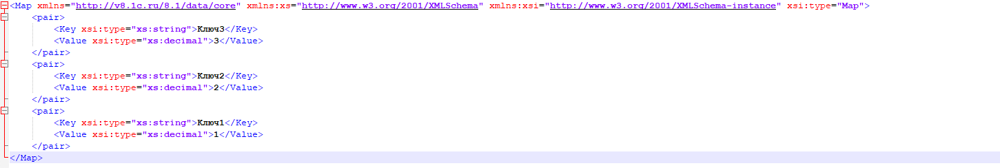 <Map xmlns="http://v8.1c.ru/8.1/data/core" xmlns:xs="http://www.w3.org/2001/XMLSchema" xmlns:xsi="http://www.w3.org/2001/XMLSchema-instance" xsi:type="Map">
<pair>
<Key xsi:type="xs:string">Ключ3</Key>
<Value xsi:type="xs:decimal">3</Value>
</pair>
<pair>
<Key xsi:type="xs:string">Ключ2</Key>
<Value xsi:type="xs:decimal">2</Value>
</pair>
<pair>
<Key xsi:type="xs:string">Ключ1</Key>
<Value xsi:type="xs:decimal">1</Value>
</pair>
</Map>